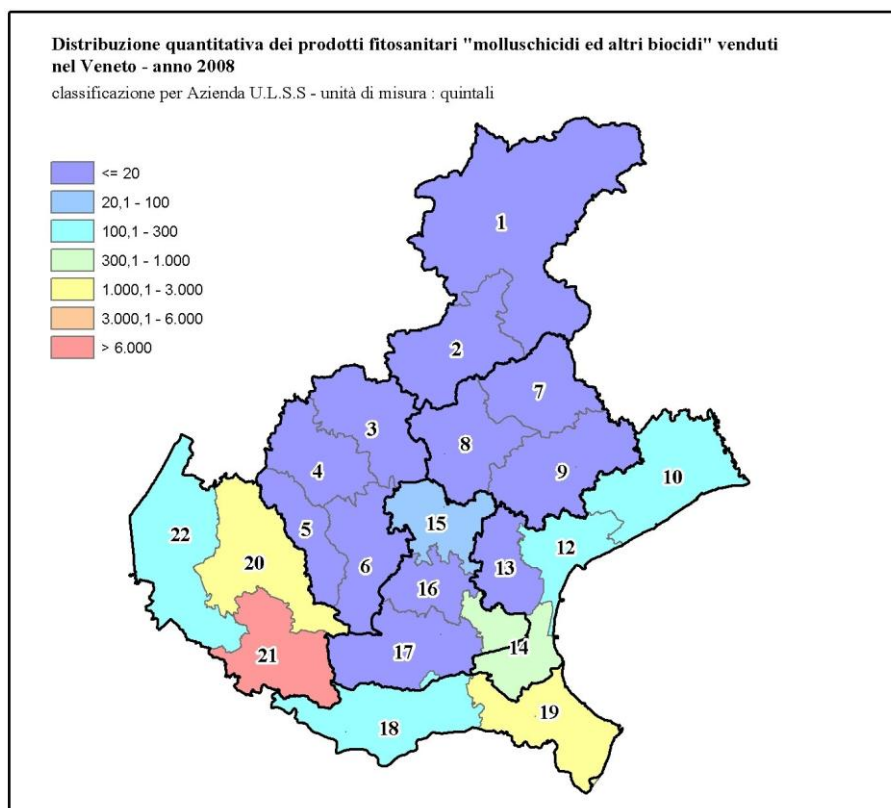 Distribuzione quantitativa dei prodotti fitosanitari "molluschicidi ed altri biocidi" venduti
nel Veneto - anno 2008
classificazione per Azienda U.L.S.S - unità di misura : quintali
<= 20
20,1 - 100
100,1 - 300
300,1 - 1.000
1.000,1 - 3.000
3.000,1 - 6.000
> 6.000
1
2
7
3
8
4
9
10
15
22
5
12
20
6
13
16
14
17
21
19
18